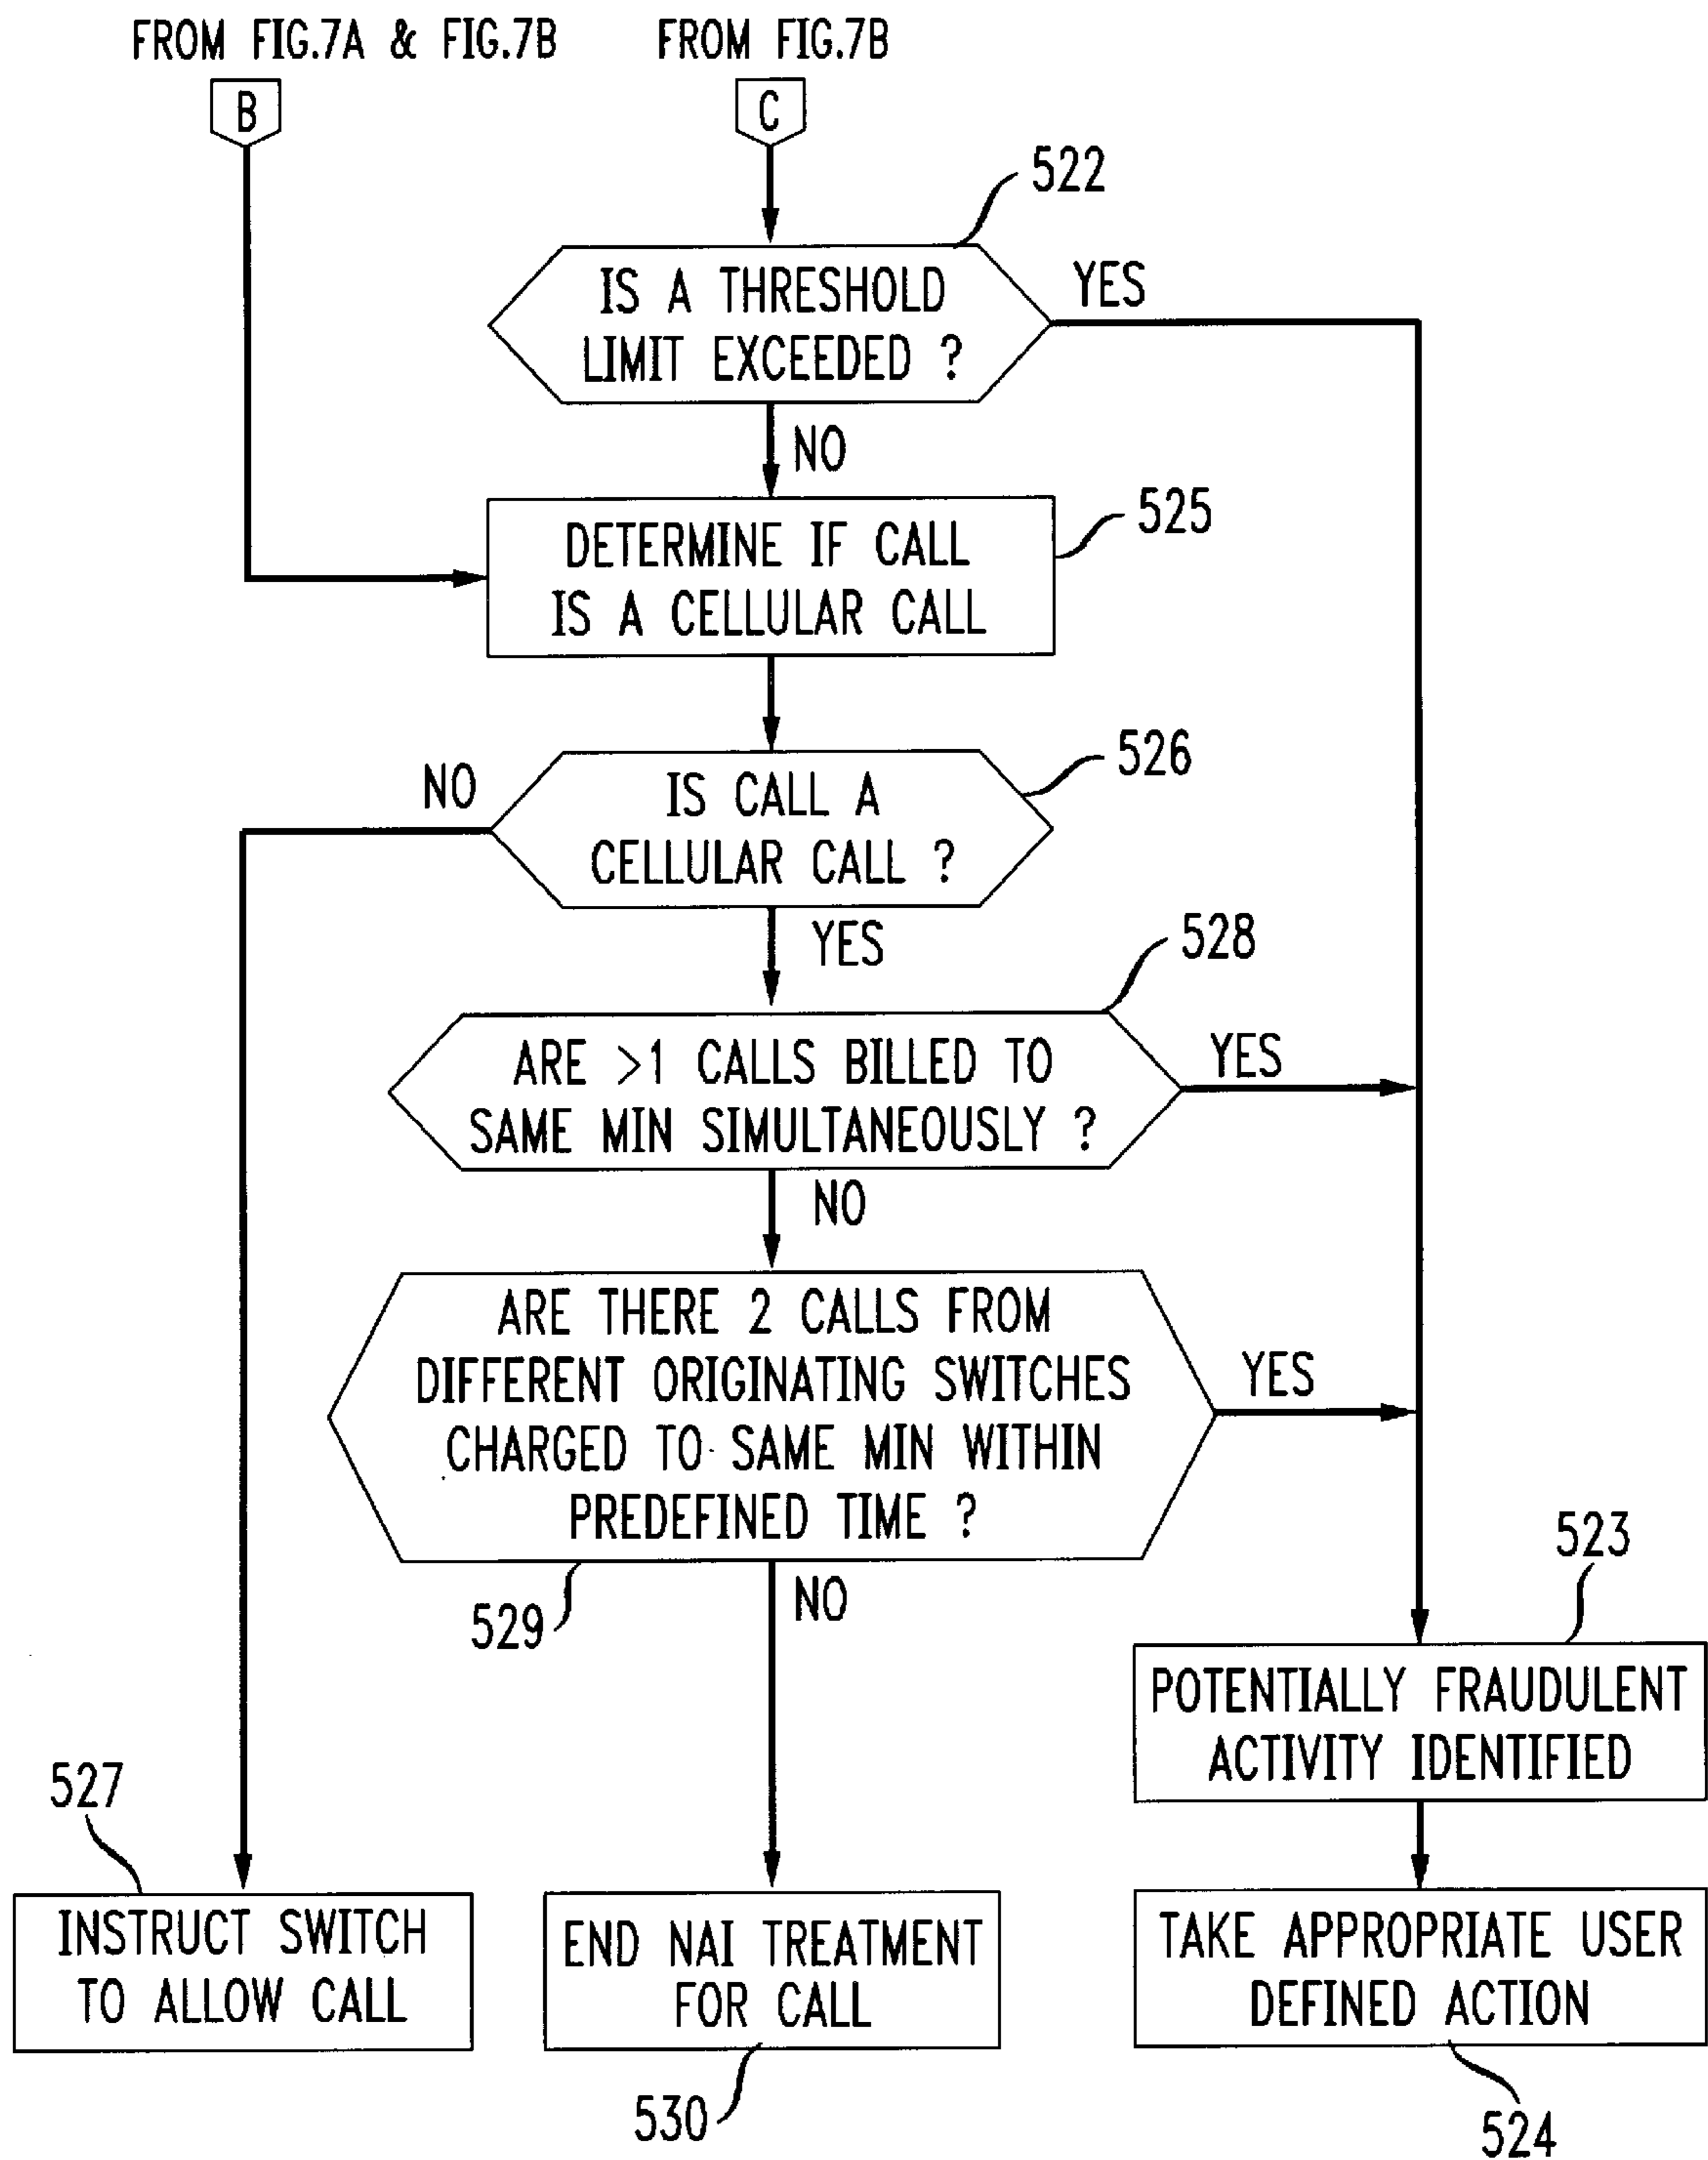 FROM FIG.7A & FIG.7B
FROM FIG.7B
B
C
522
IS A THRESHOLD
LIMIT EXCEEDED ?
YES
NO
525
DETERMINE IF CALL
IS A CELLULAR CALL
526
NO
IS CALL A
CELLULAR CALL ?
YES
528
ARE >1 CALLS BILLED TO
SAME MIN SIMULTANEOUSLY ?
YES
NO
ARE THERE 2 CALLS FROM
DIFFERENT ORIGINATING SWITCHES
CHARGED TO SAME MIN WITHIN
PREDEFINED TIME ?
YES
529
NO
523
POTENTIALLY FRAUDULENT
ACTIVITY IDENTIFIED
527
INSTRUCT SWITCH
TO ALLOW CALL
END NAI TREATMENT
FOR CALL
530
TAKE APPROPRIATE USER
DEFINED ACTION
524